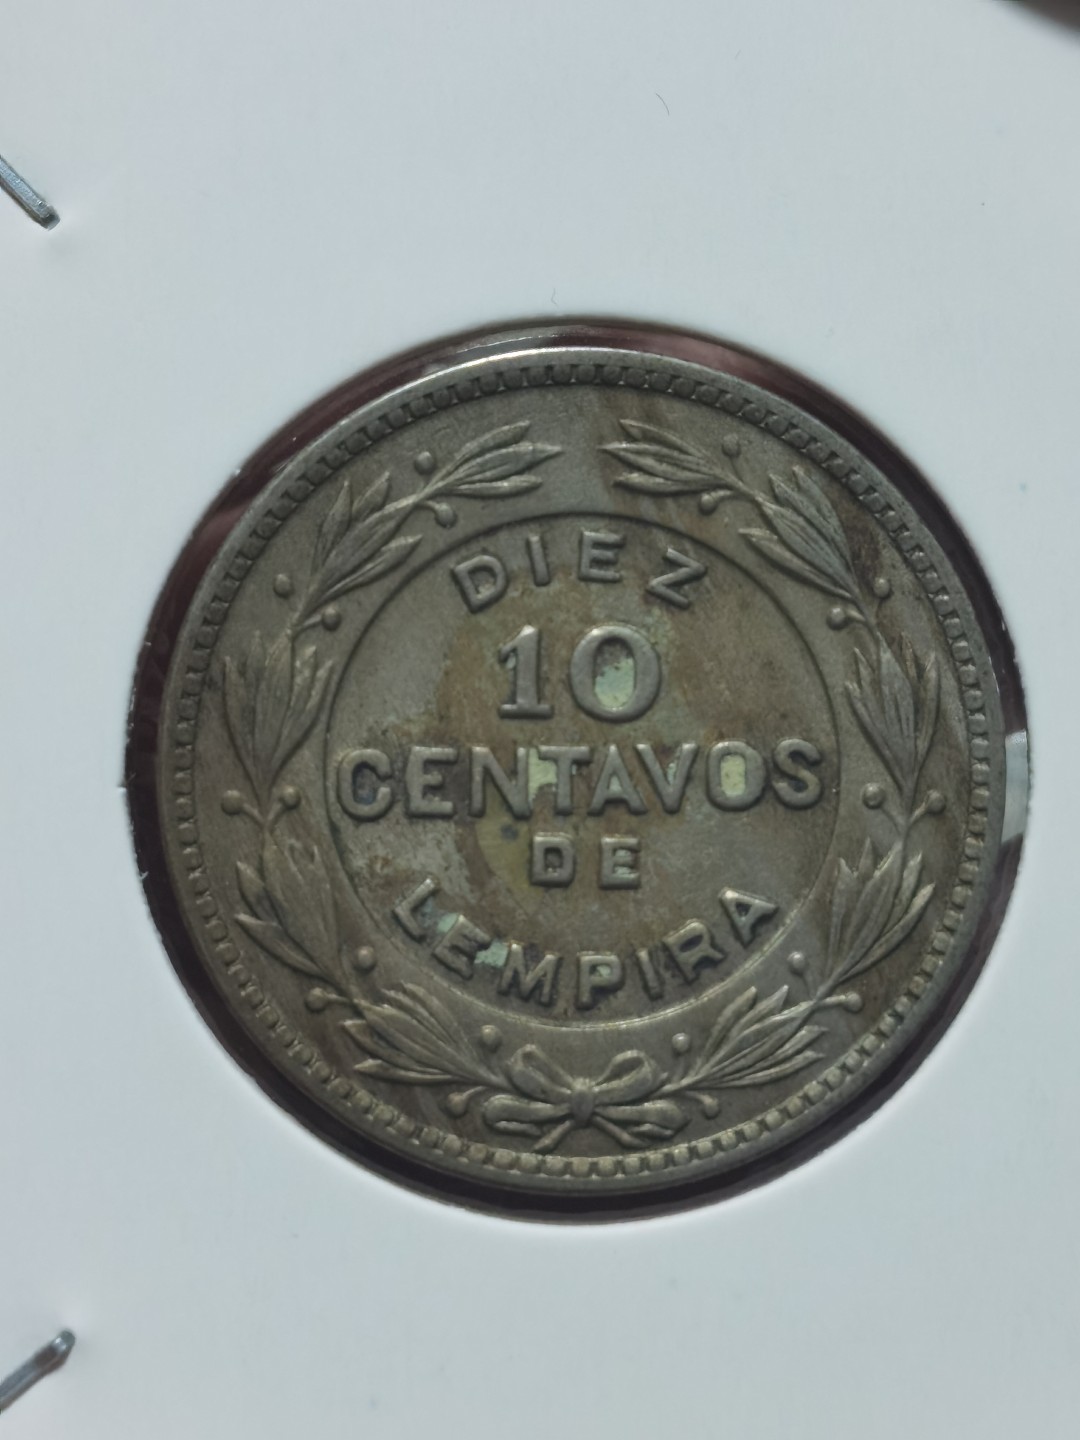 DIEZ
10
CENTAVOS
DE
LEMPIRA